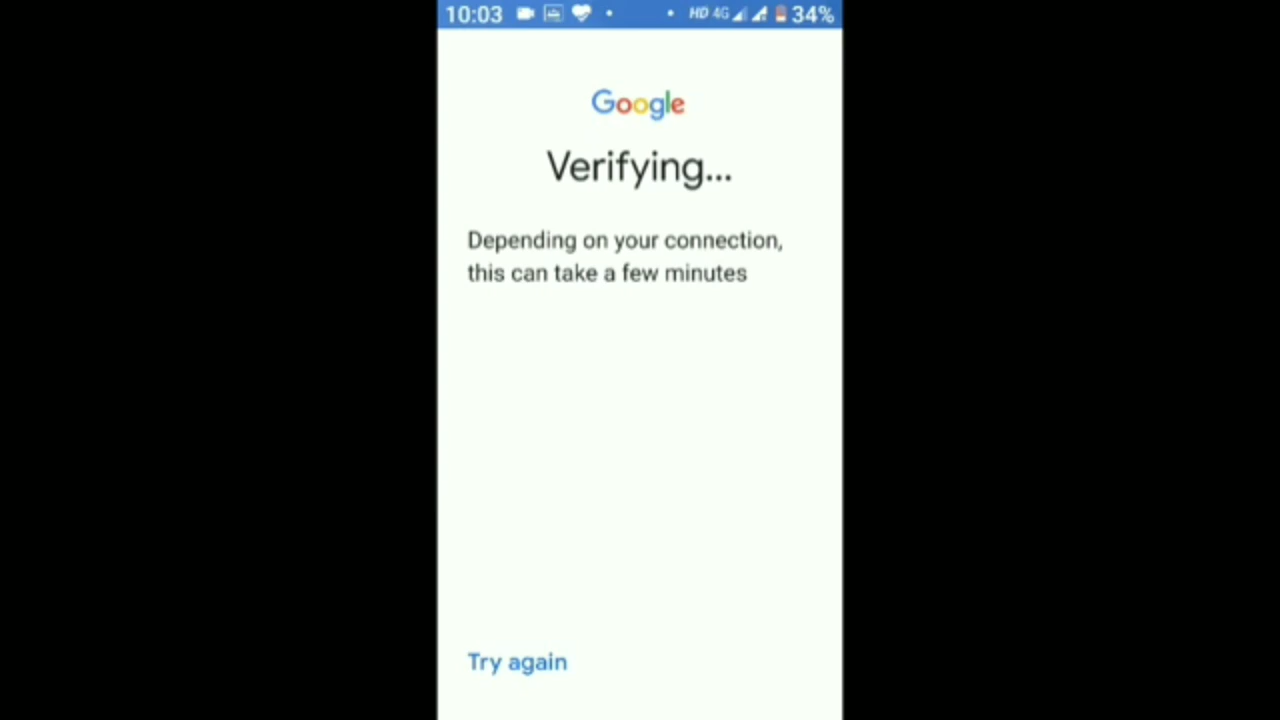 10:03 HD 4G 34%
Google
Verifying...
Depending on your connection,
this can take a few minutes
Try again